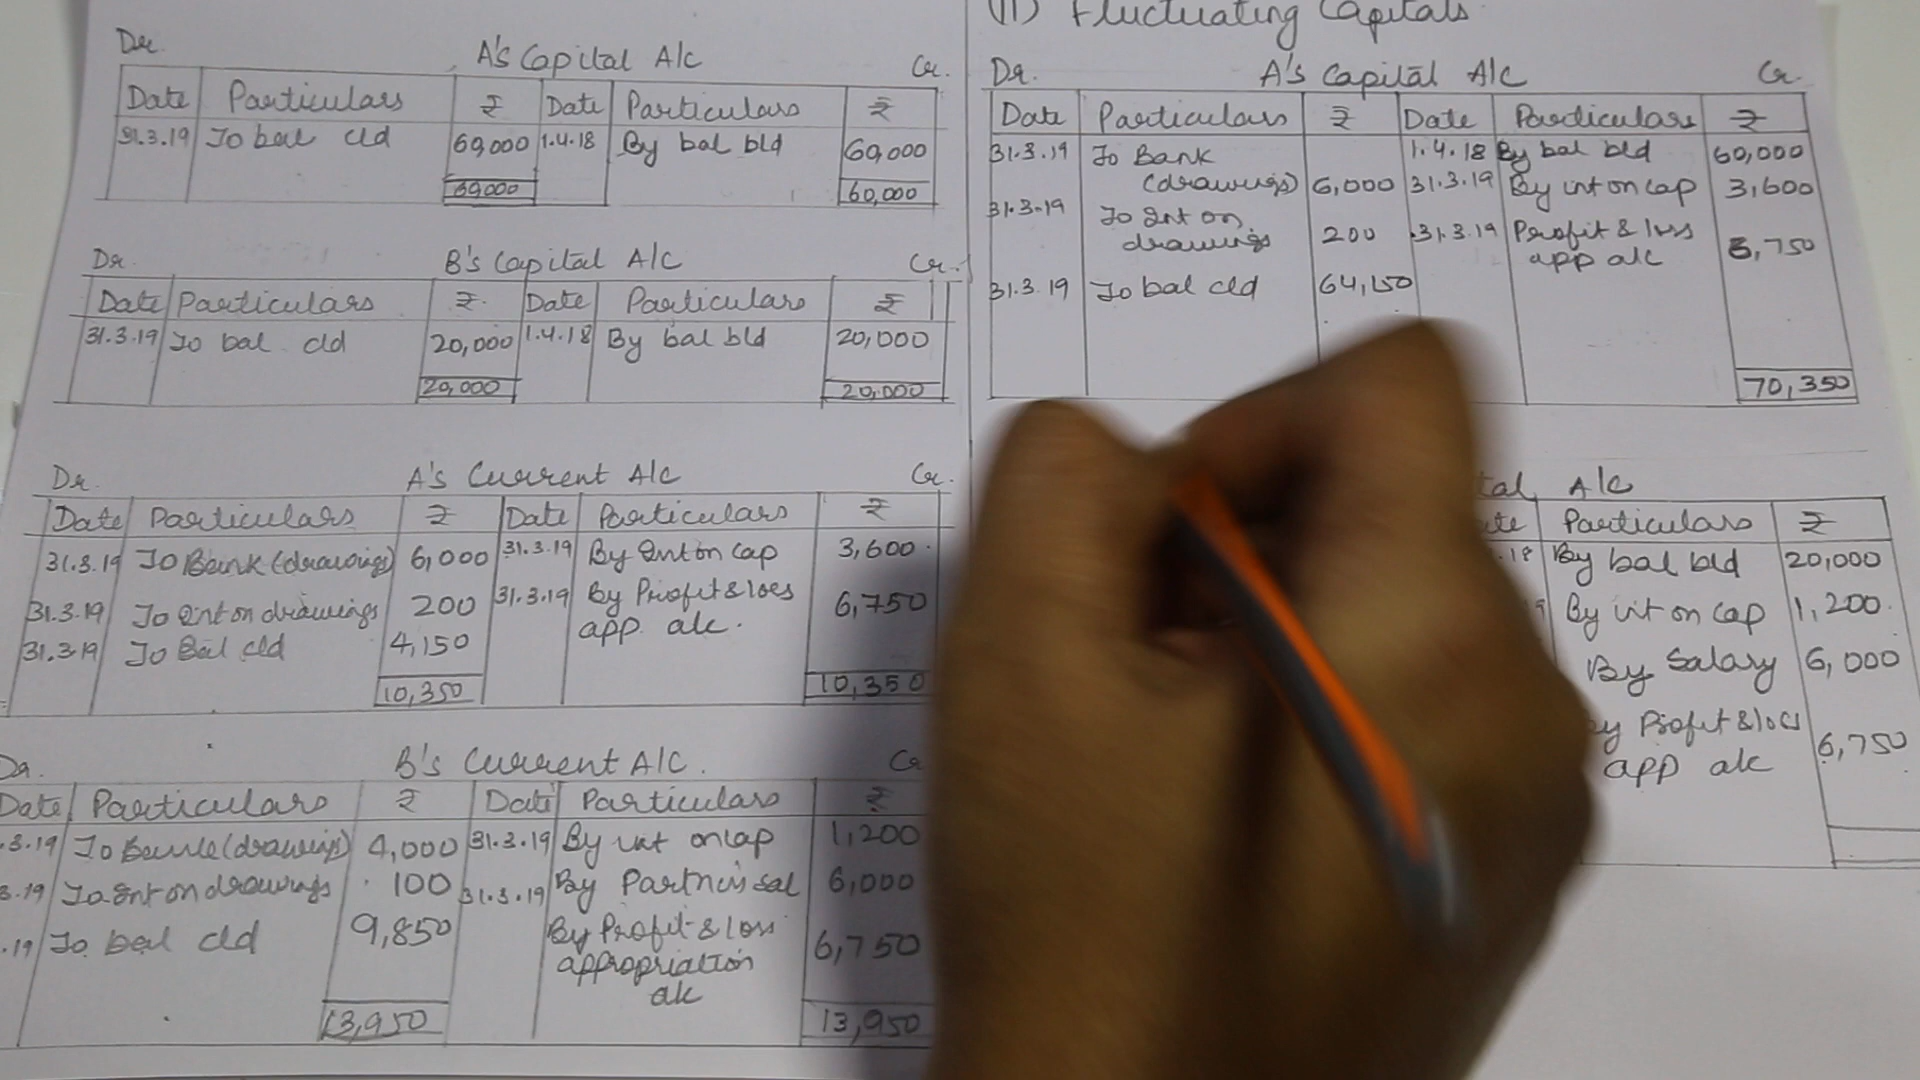 Dr. A's Capital A/c Cr.
Date Particulars ₹ Date Particulars ₹
31.3.19 To bal c/d 60,000 1.4.18 By bal b/d 60,000
60,000 60,000
Dr. B's Capital A/c Cr.
Date Particulars ₹ Date Particulars ₹
31.3.19 To bal c/d 20,000 1.4.18 By bal b/d 20,000
20,000 20,000
Dr. A's Current A/c Cr.
Date Particulars ₹ Date Particulars ₹
31.3.19 To Bank (drawings) 6,000 31.3.19 By Int on cap 3,600
31.3.19 To Int on drawings 200 31.3.19 By Profit & loss
app. a/c. 6,750
31.3.19 To Bal c/d 4,150
10,350 10,350
Dr. B's Current A/c. Cr
Date Particulars ₹ Date Particulars ₹
.3.19 To Bank (drawings) 4,000 31.3.19 By int on cap 1,200
3.19 To Int on drawings 100 31.3.19 By Partner's sal 6,000
.19 To bal c/d 9,850 By Profit & loss
appropriation
a/c 6,750
13,950 13,950
(II) Fluctuating Capitals
Dr. A's Capital A/c Cr.
Date Particulars ₹ Date Particulars ₹
31.3.19 To Bank 1.4.18 By bal b/d 60,000
(drawings) 6,000 31.3.19 By int on cap 3,600
31.3.19 To Int on
drawings 200 31.3.19 Profit & loss
app a/c 6,750
31.3.19 To bal c/d 64,150
70,350
tal A/c
ate Particulars ₹
.18 By bal b/d 20,000
9 By int on cap 1,200
By Salary 6,000
y Profit & loss
app a/c 6,750